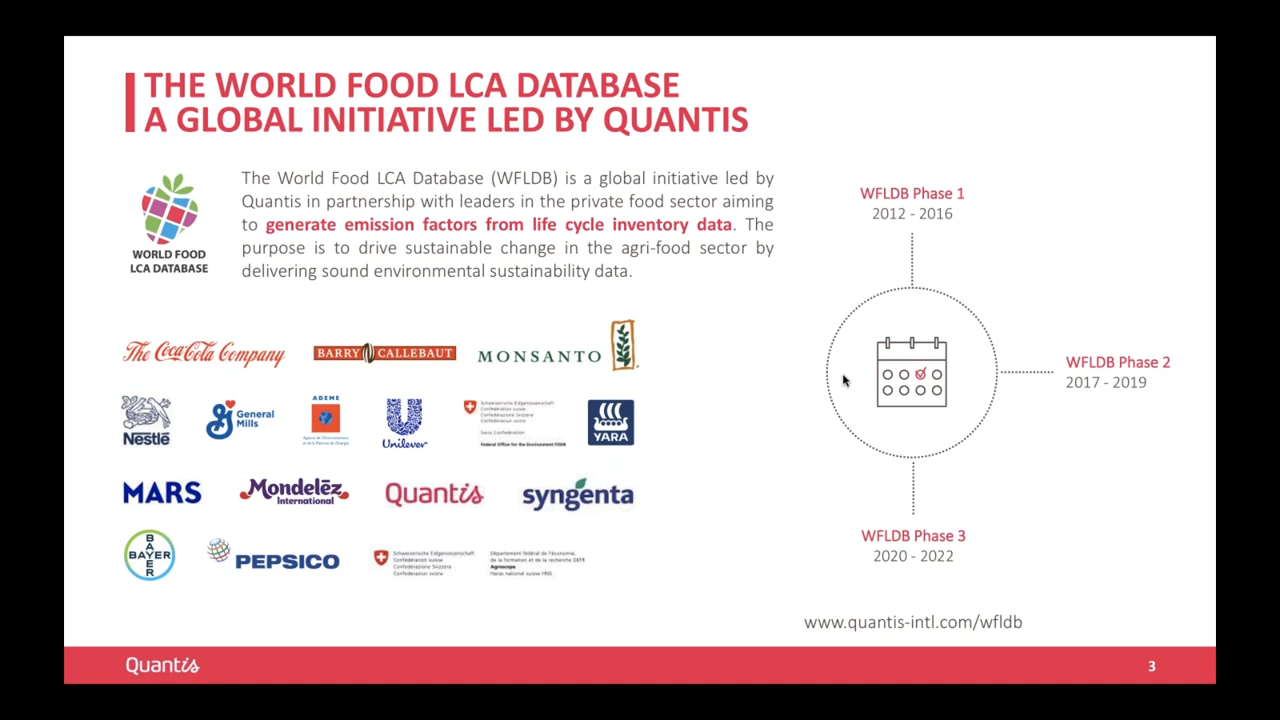 THE WORLD FOOD LCA DATABASE
A GLOBAL INITIATIVE LED BY QUANTIS
WORLD FOOD
LCA DATABASE
The World Food LCA Database (WFLDB) is a global initiative led by
Quantis in partnership with leaders in the private food sector aiming
to generate emission factors from life cycle inventory data. The
purpose is to drive sustainable change in the agri-food sector by
delivering sound environmental sustainability data.
The Coca-Cola Company
BARRY CALLEBAUT
MONSANTO
Nestlé
General
Mills
ADEME
Agence de l'Environnement
et de la Maîtrise de l'Energie
Unilever
Schweizerische Eidgenossenschaft
Confédération suisse
Confederazione Svizzera
Confederaziun svizra
Swiss Confederation
Federal Office for the Environment FOEN
YARA
MARS
Mondelēz
International
Quantis
syngenta
BAYER
BAYER
PEPSICO
Schweizerische Eidgenossenschaft
Confédération suisse
Confederazione Svizzera
Confederaziun svizra
Département fédéral de l'économie,
de la formation et de la recherche DEFR
Agroscope
Haras national suisse HNS
WFLDB Phase 1
2012 - 2016
WFLDB Phase 2
2017 - 2019
WFLDB Phase 3
2020 - 2022
www.quantis-intl.com/wfldb
Quantis
3